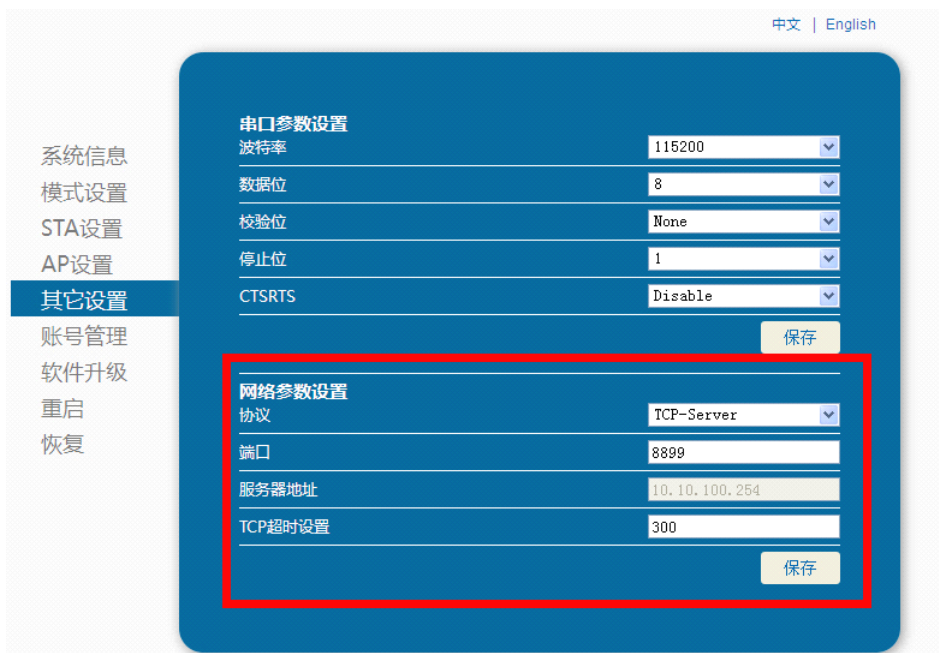 中文 | English
系统信息
模式设置
STA设置
AP设置
其它设置
账号管理
软件升级
重启
恢复
串口参数设置
波特率 115200
数据位 8
校验位 None
停止位 1
CTSRTS Disable
保存
网络参数设置
协议 TCP-Server
端口 8899
服务器地址 10.10.100.254
TCP超时设置 300
保存